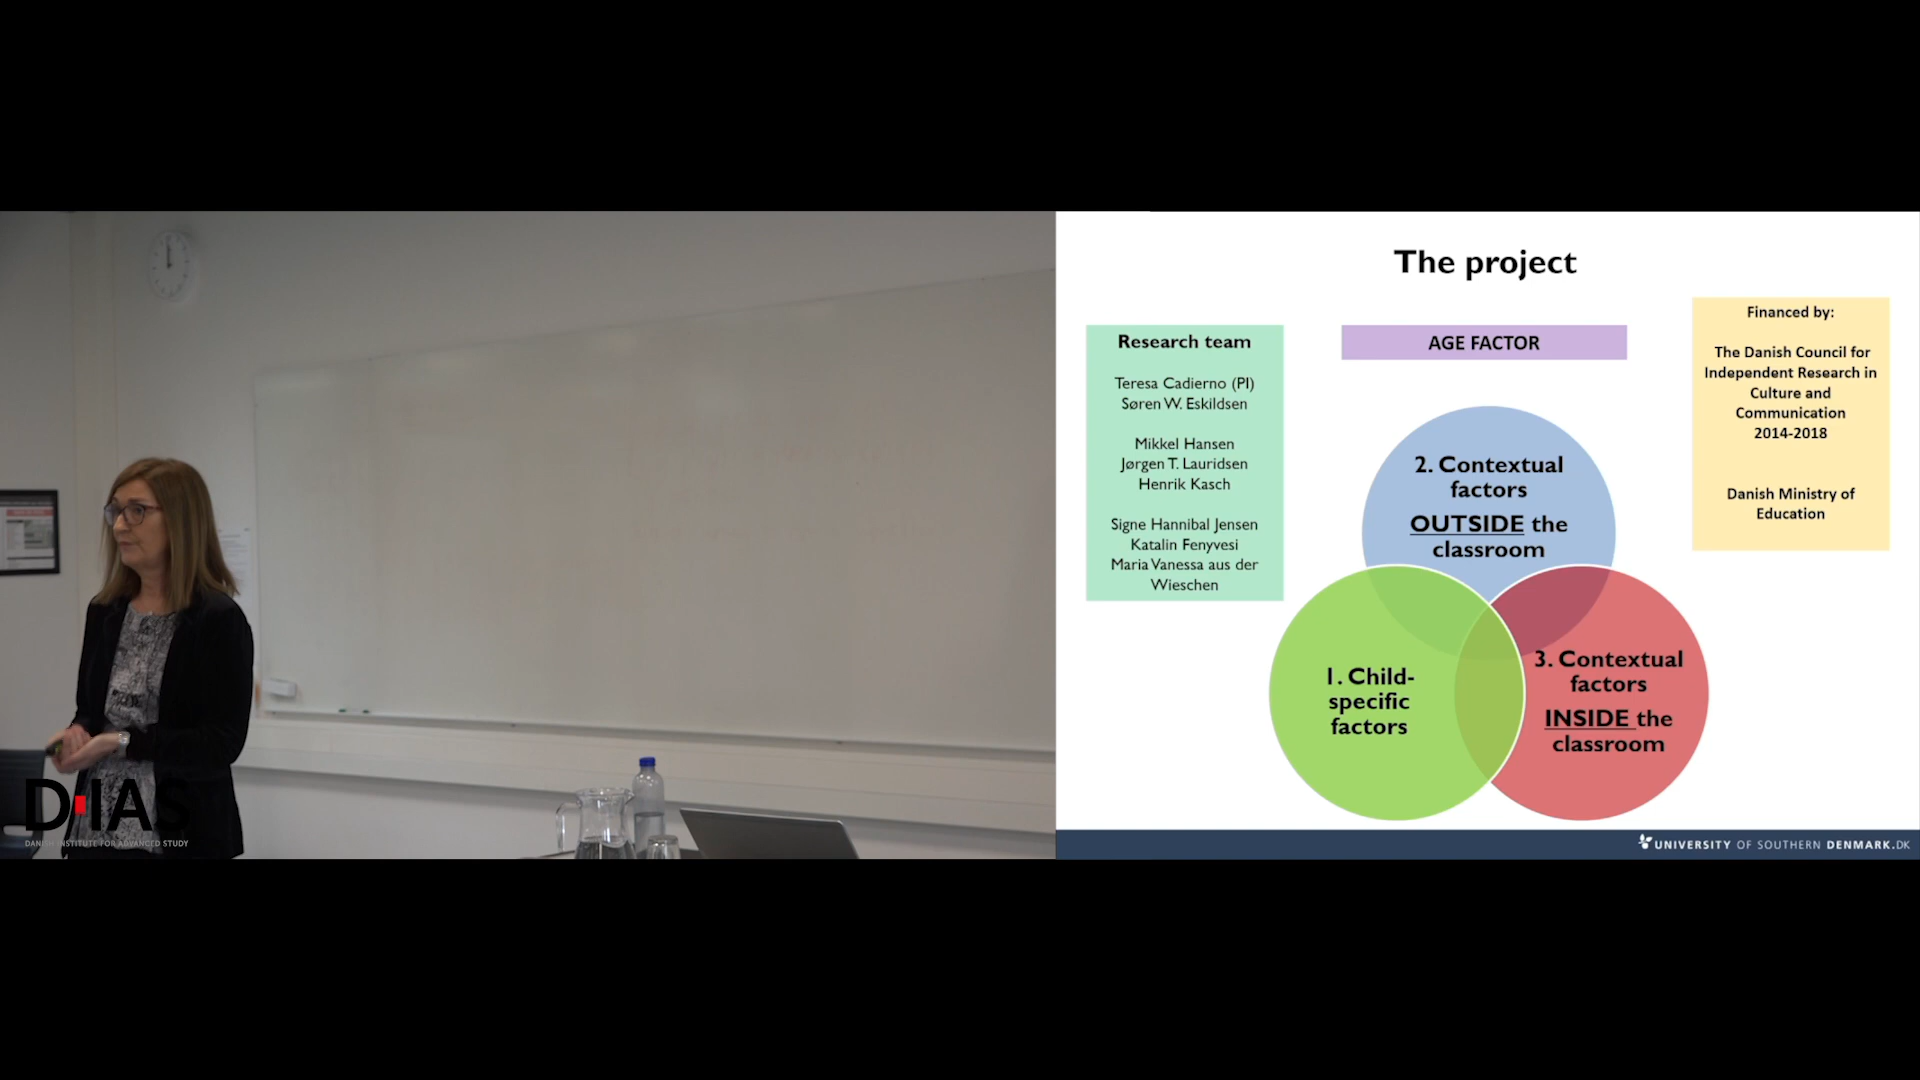 The project
Research team
Teresa Cadierno (PI)
Søren W. Eskildsen
Mikkel Hansen
Jørgen T. Lauridsen
Henrik Kasch
Signe Hannibal Jensen
Katalin Fenyvesi
Maria Vanessa aus der
Wieschen
AGE FACTOR
Financed by:
The Danish Council for
Independent Research in
Culture and
Communication
2014-2018
Danish Ministry of
Education
2. Contextual
factors
OUTSIDE the
classroom
1. Child-
specific
factors
3. Contextual
factors
INSIDE the
classroom
UNIVERSITY OF SOUTHERN DENMARK.DK
DIAS
DANISH INSTITUTE FOR ADVANCED STUDY